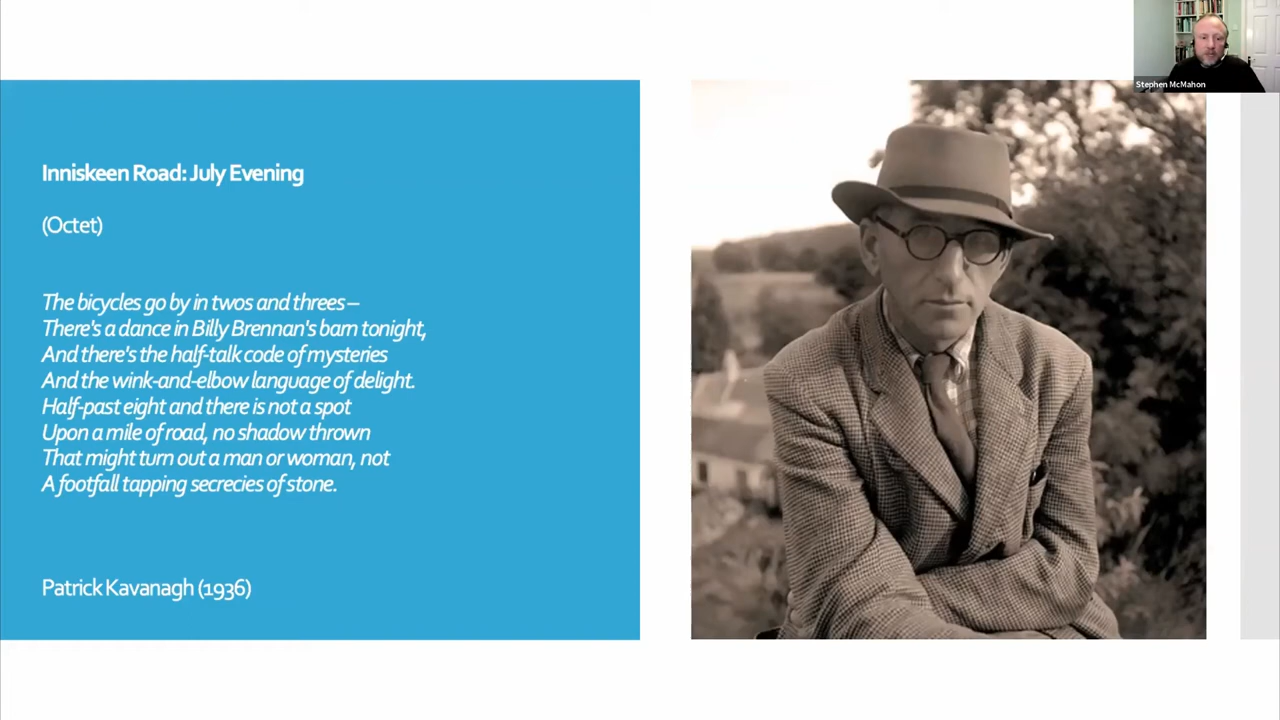 Stephen McMahon
Inniskeen Road: July Evening
(Octet)
The bicycles go by in twos and threes –
There's a dance in Billy Brennan's barn tonight,
And there's the half-talk code of mysteries
And the wink-and-elbow language of delight.
Half-past eight and there is not a spot
Upon a mile of road, no shadow thrown
That might turn out a man or woman, not
A footfall tapping secrecies of stone.
Patrick Kavanagh (1936)